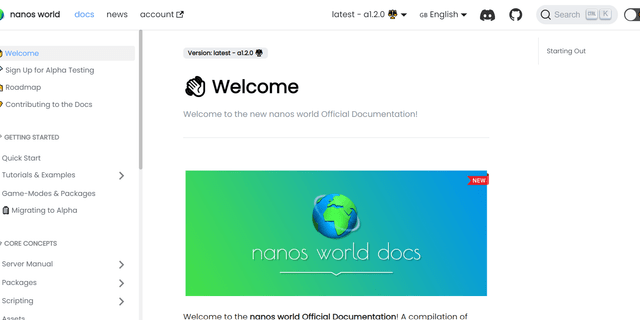 nanos world docs news account latest - a1.2.0 GB English Search K
Welcome
Sign Up for Alpha Testing
Roadmap
Contributing to the Docs
GETTING STARTED
Quick Start
Tutorials & Examples
Game-Modes & Packages
Migrating to Alpha
CORE CONCEPTS
Server Manual
Packages
Scripting
Assets
Version: latest - a1.2.0
Welcome
Welcome to the new nanos world Official Documentation!
NEW
nanos world docs
Welcome to the nanos world Official Documentation! A compilation of
Starting Out